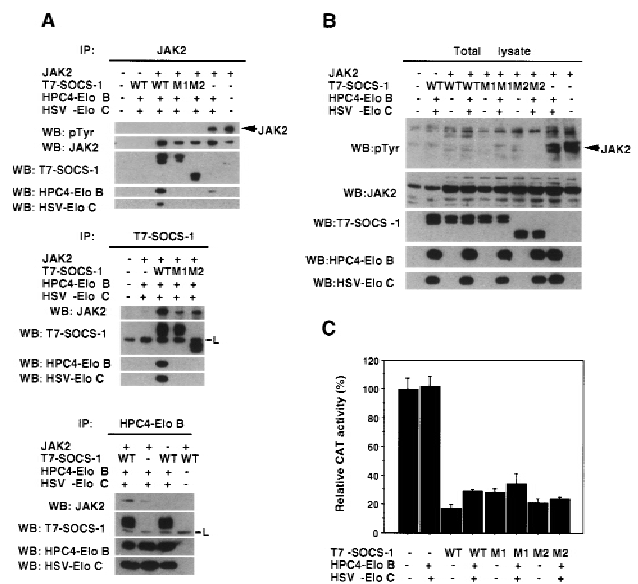 A
IP: JAK2
JAK2 - - + + + + +
T7-SOCS-1 - WT WT M1 M2 - -
HPC4-Elo B - + + + + + -
HSV -Elo C - + + + + + -
WB: pTyr
JAK2
WB: JAK2
WB: T7-SOCS-1
WB: HPC4-Elo B
WB: HSV-Elo C
IP: T7-SOCS-1
JAK2 - - + + +
T7-SOCS-1 - - WT M1 M2
HPC4-Elo B - + + + +
HSV -Elo C - + + + +
WB: JAK2
WB: T7-SOCS-1
L
WB: HPC4-Elo B
WB: HSV-Elo C
IP: HPC4-Elo B
JAK2 + + - +
T7-SOCS-1 WT - WT WT
HPC4-Elo B + + + -
HSV -Elo C + + + -
WB: JAK2
WB: T7-SOCS-1
L
WB: HPC4-Elo B
WB: HSV-Elo C
B
Total lysate
JAK2
T7-SOCS-1 - WT WT WT M1 M1 M2 M2 - -
HPC4-Elo B
HSV -Elo C
WB:pTyr
JAK2
WB:JAK2
WB:T7-SOCS -1
WB:HPC4-Elo B
WB:HSV-Elo C
C
Relative CAT activity (%)
120
100
80
60
40
20
0
T7 -SOCS-1 - - WT WT M1 M1 M2 M2
HPC4-Elo B - + - + - + - +
HSV -Elo C - + - + - + - +